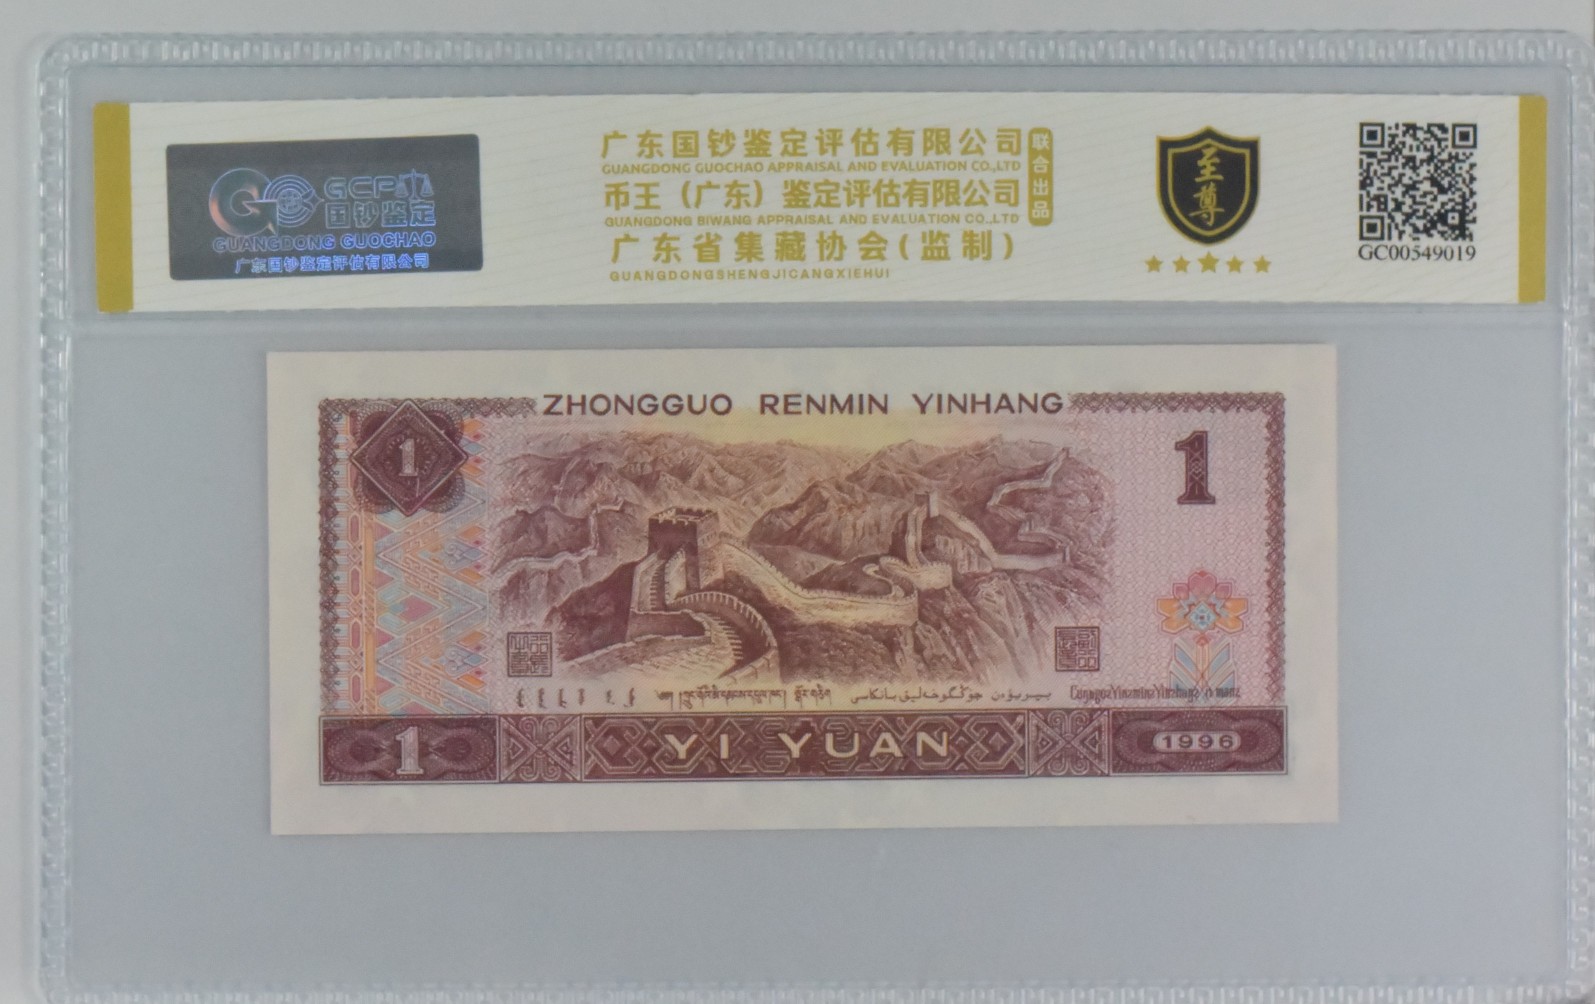 GCP
国钞鉴定
GUANGDONG GUOCHAO
广东国钞鉴定评估有限公司
广东国钞鉴定评估有限公司
GUANGDONG GUOCHAO APPRAISAL AND EVALUATION CO.,LTD
币王（广东）鉴定评估有限公司
GUANGDONG BIWANG APPRAISAL AND EVALUATION CO.,LTD
广东省集藏协会(监制)
GUANGDONGSHENGJICANGXIEHUI
联合出品
至尊
GC00549019
ZHONGGUO RENMIN YINHANG
1
1
1
YI YUAN
1996